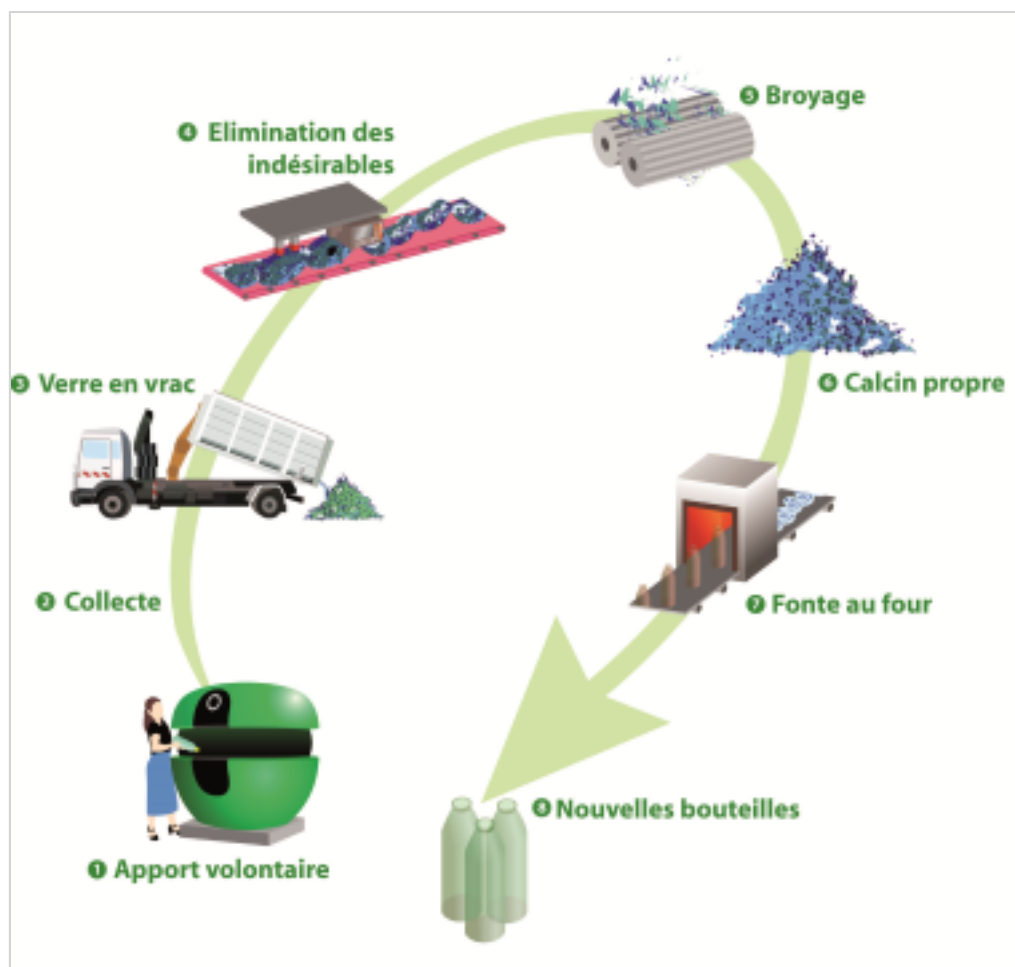 ❶ Apport volontaire
❷ Collecte
❸ Verre en vrac
❹ Elimination des
indésirables
❺ Broyage
❻ Calcin propre
❼ Fonte au four
❽ Nouvelles bouteilles